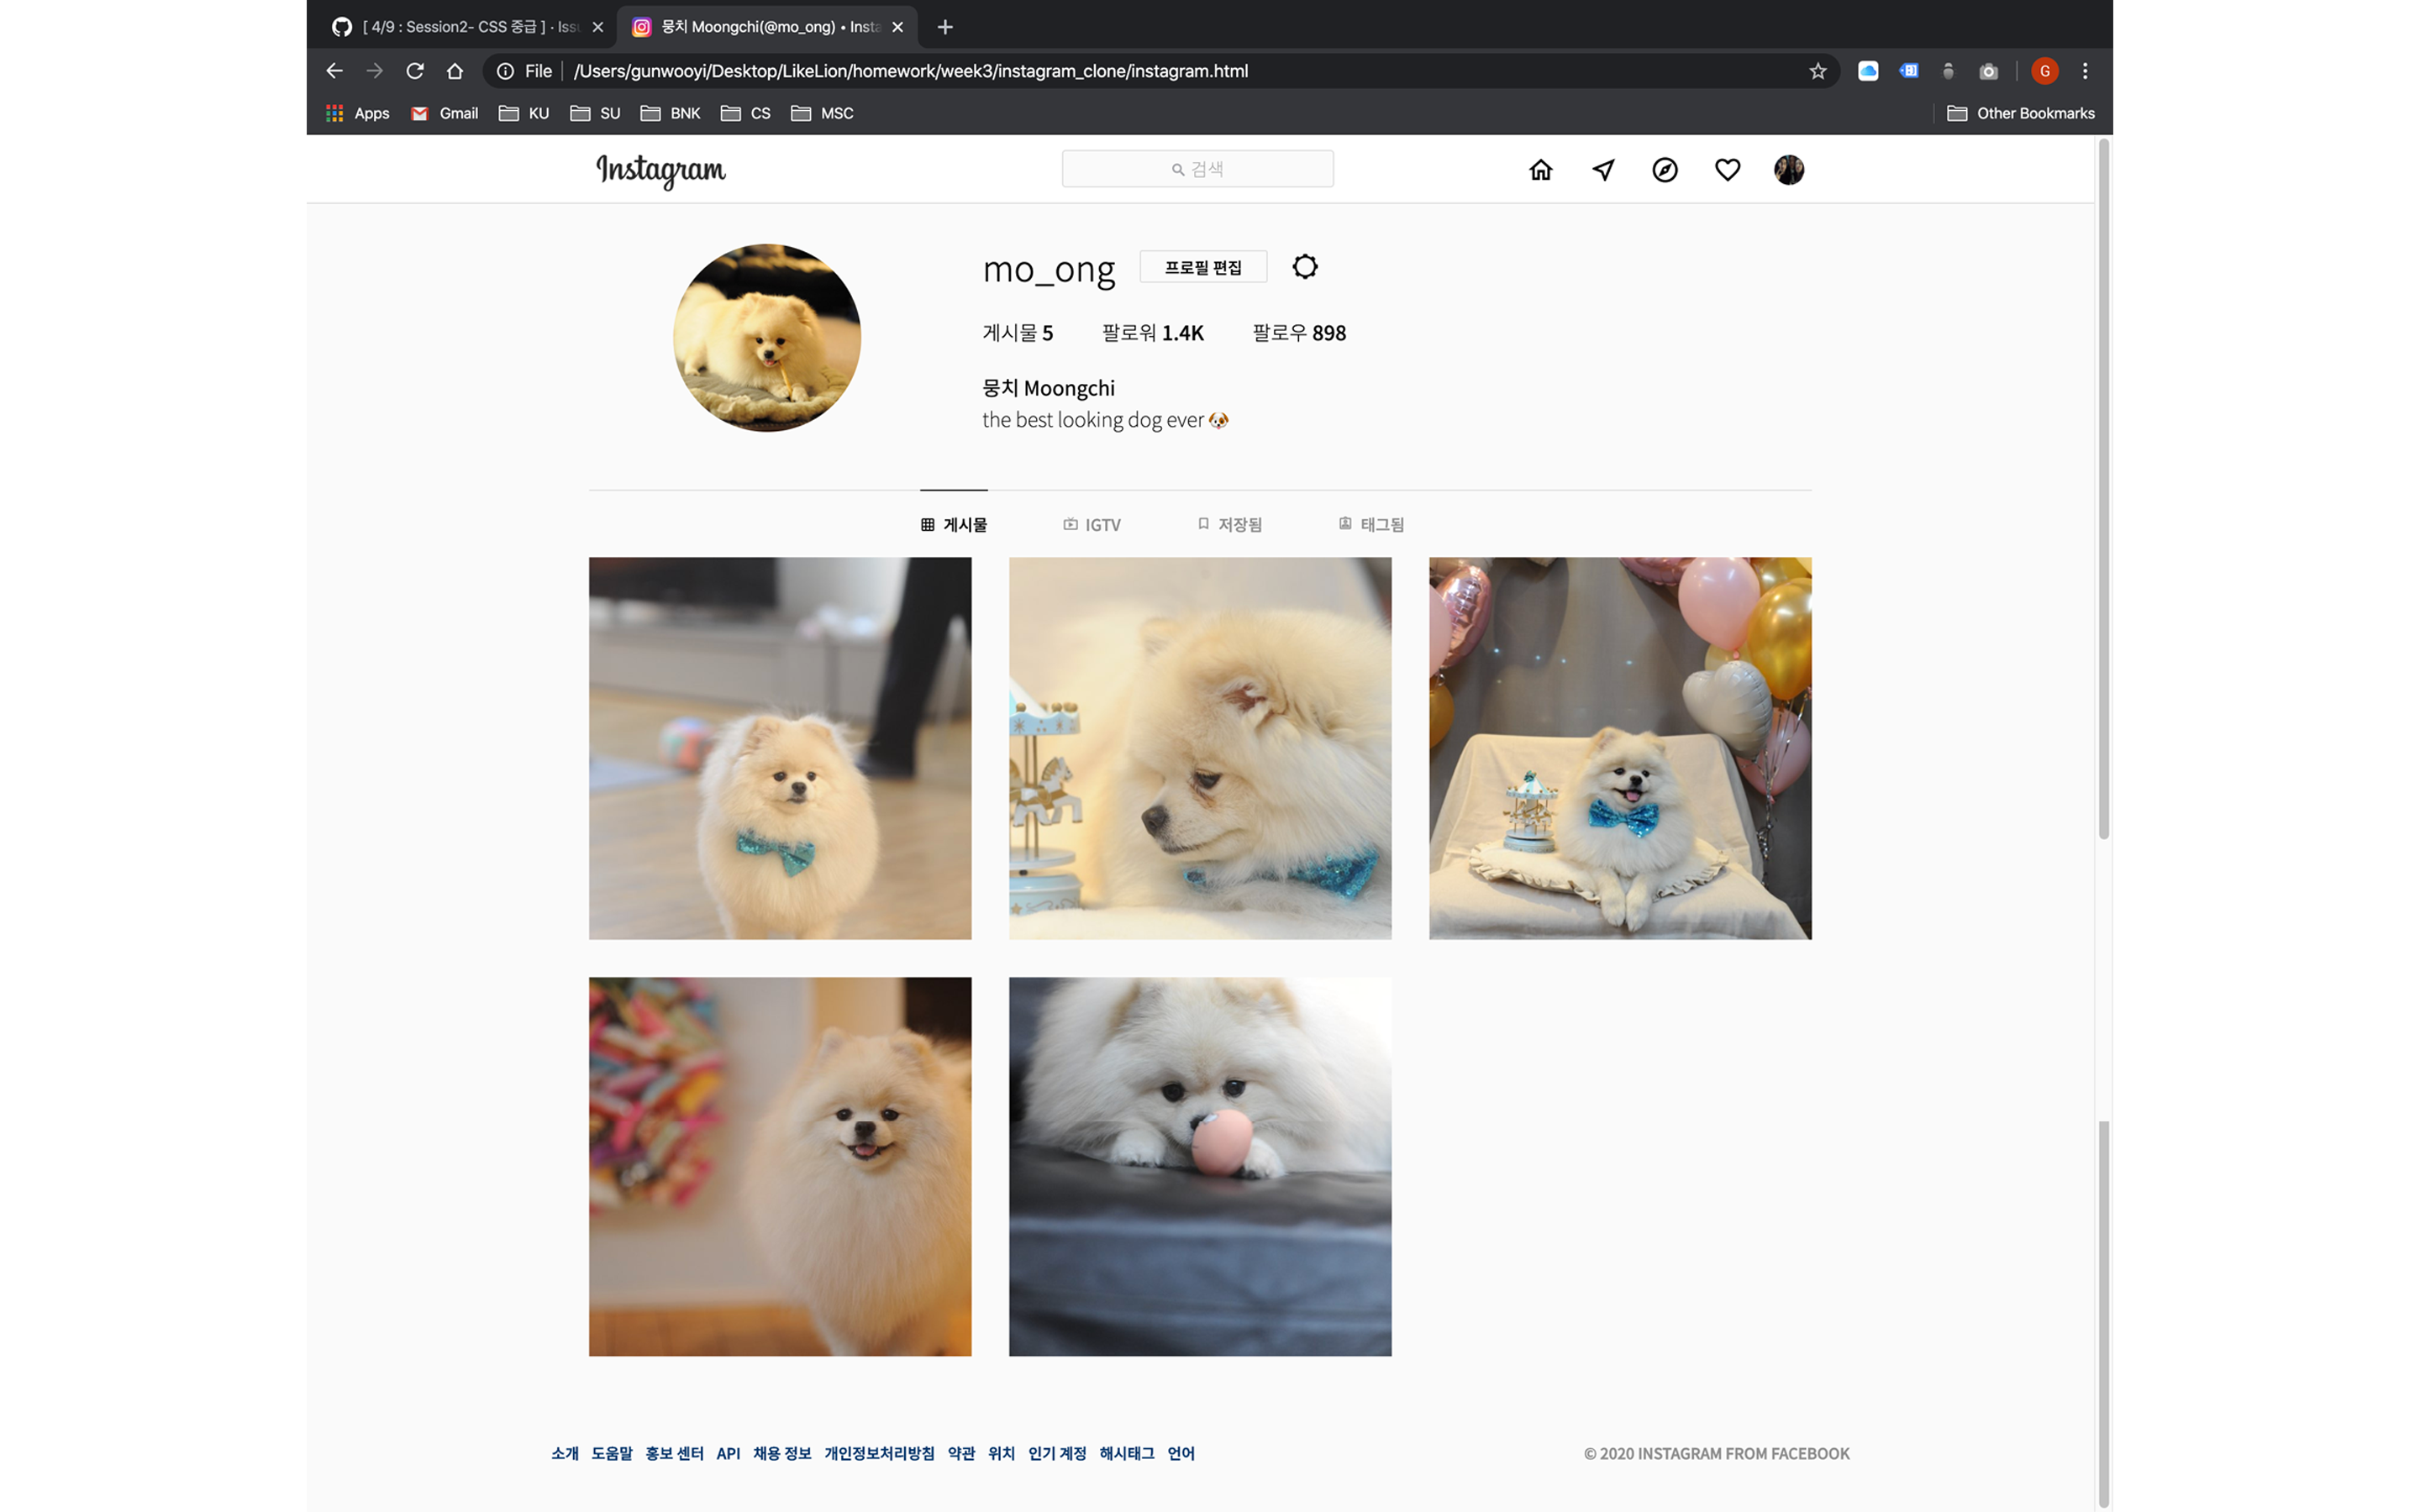 [ 4/9 : Session2- CSS 중급 ] · Iss
뭉치 Moongchi(@mo_ong) • Insta
File /Users/gunwooyi/Desktop/LikeLion/homework/week3/instagram_clone/instagram.html G
Apps Gmail KU SU BNK CS MSC Other Bookmarks
Instagram 검색
mo_ong 프로필 편집
게시물 5 팔로워 1.4K 팔로우 898
뭉치 Moongchi
the best looking dog ever 🐶
게시물 IGTV 저장됨 태그됨
소개 도움말 홍보 센터 API 채용 정보 개인정보처리방침 약관 위치 인기 계정 해시태그 언어 © 2020 INSTAGRAM FROM FACEBOOK